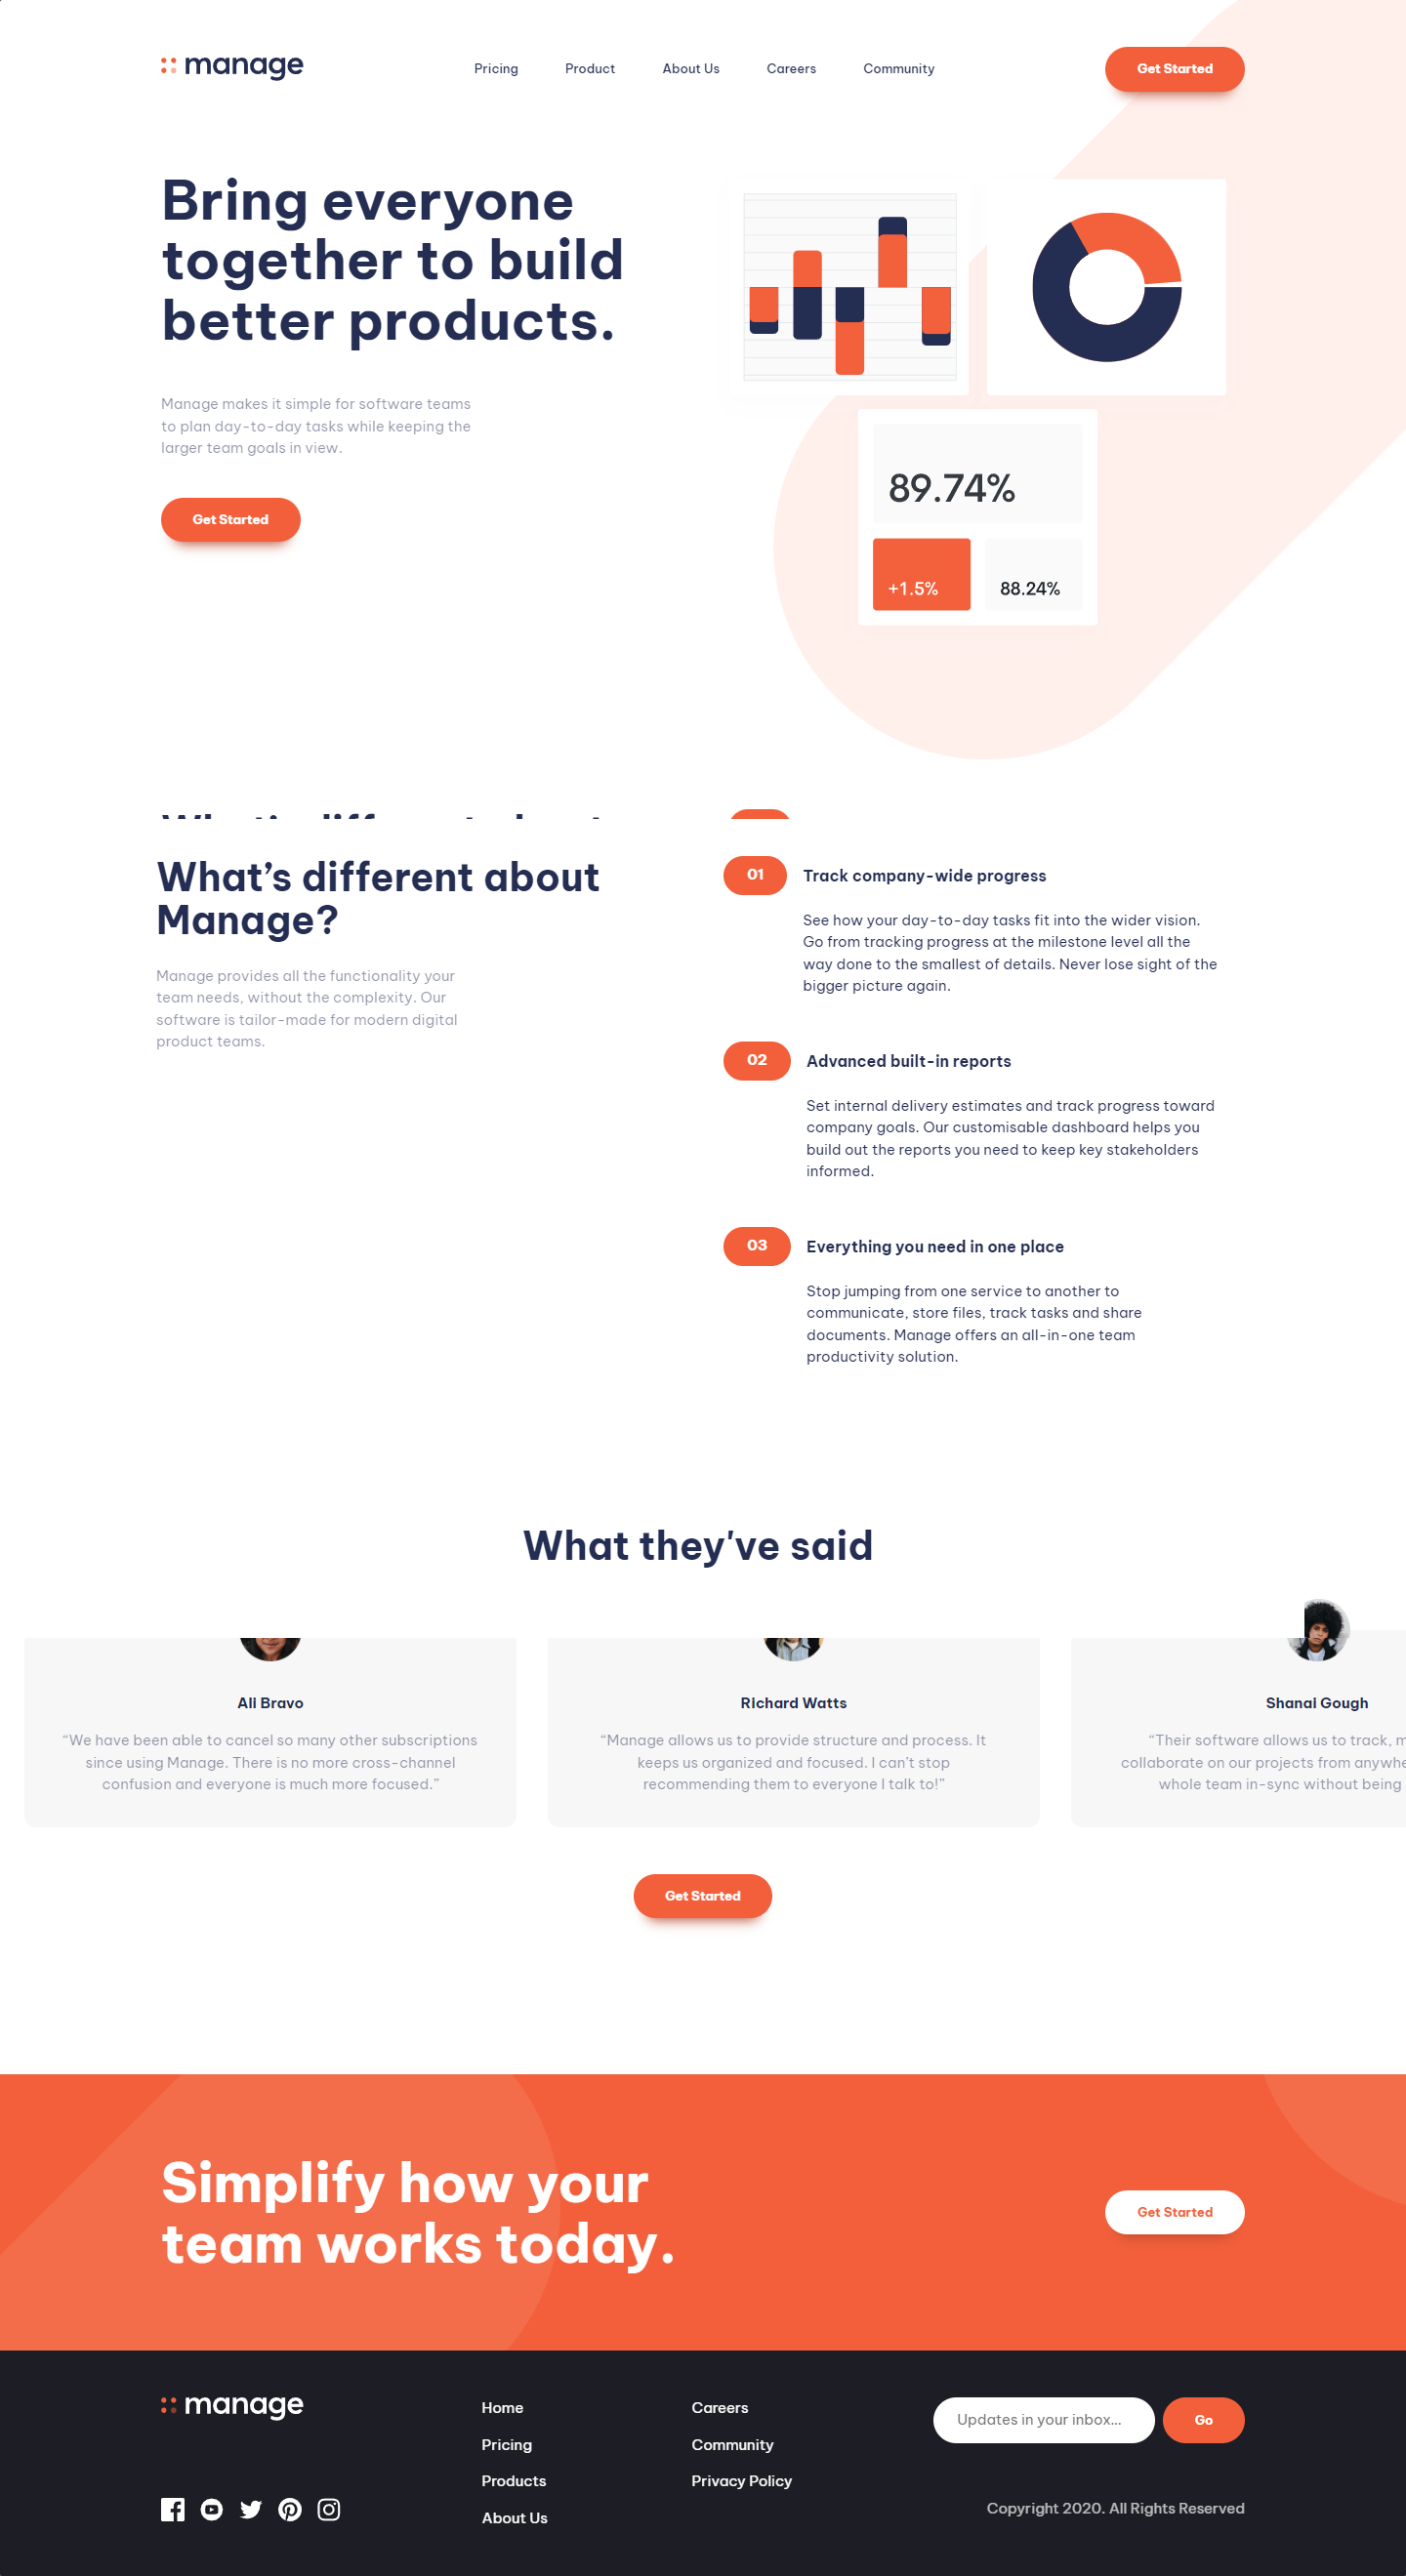 manage
Pricing Product About Us Careers Community
Get Started
Bring everyone
together to build
better products.
Manage makes it simple for software teams
to plan day-to-day tasks while keeping the
larger team goals in view.
Get Started
89.74%
+1.5%
88.24%
What's different about
What’s different about
Manage?
Manage provides all the functionality your
team needs, without the complexity. Our
software is tailor-made for modern digital
product teams.
01 Track company-wide progress
See how your day-to-day tasks fit into the wider vision.
Go from tracking progress at the milestone level all the
way done to the smallest of details. Never lose sight of the
bigger picture again.
02 Advanced built-in reports
Set internal delivery estimates and track progress toward
company goals. Our customisable dashboard helps you
build out the reports you need to keep key stakeholders
informed.
03 Everything you need in one place
Stop jumping from one service to another to
communicate, store files, track tasks and share
documents. Manage offers an all-in-one team
productivity solution.
What they've said
Ali Bravo
“We have been able to cancel so many other subscriptions
since using Manage. There is no more cross-channel
confusion and everyone is much more focused.”
Richard Watts
“Manage allows us to provide structure and process. It
keeps us organized and focused. I can’t stop
recommending them to everyone I talk to!”
Shanai Gough
“Their software allows us to track, m
collaborate on our projects from anywhe
whole team in-sync without being
Get Started
Simplify how your
team works today.
Get Started
manage
Home
Pricing
Products
About Us
Careers
Community
Privacy Policy
Updates in your inbox...
Go
Copyright 2020. All Rights Reserved